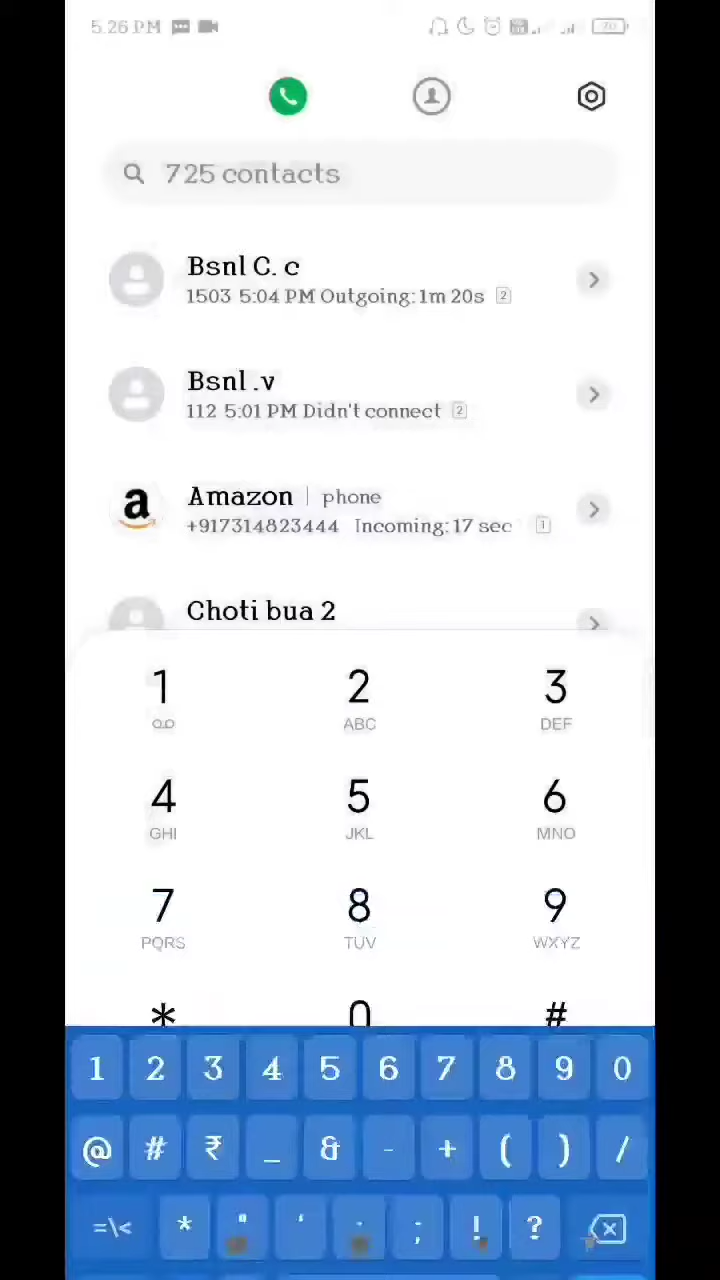 5.26 PM 70
725 contacts
Bsnl C. c
1503 5:04 PM Outgoing: 1m 20s 2
Bsnl .v
112 5:01 PM Didn't connect 2
a
Amazon | phone
+917314823444 Incoming: 17 sec 1
Choti bua 2
1 2 3
ABC DEF
4 5 6
GHI JKL MNO
7 8 9
PQRS TUV WXYZ
* 0 #
1 2 3 4 5 6 7 8 9 0
@ # ₹ _ & - + ( ) /
=\< * " ' : ; ! ?